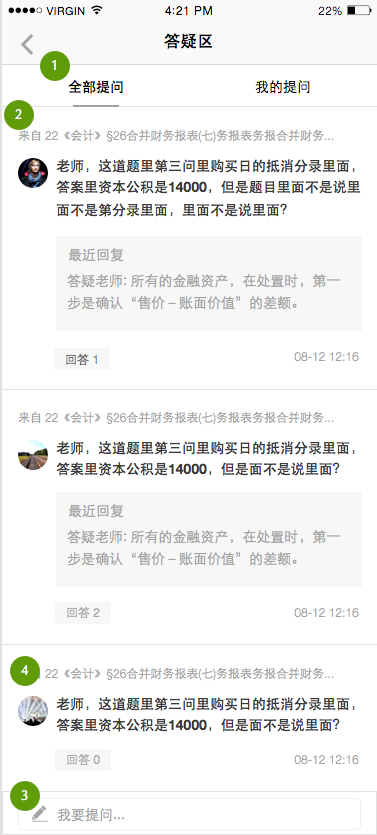 VIRGIN 4:21 PM 22%
答疑区
1
全部提问 我的提问
2
来自 22《会计》§26合并财务报表(七)务报表务报合并财务...
老师，这道题里第三问里购买日的抵消分录里面，
答案里资本公积是14000，但是题目里面不是说里
面不是第分录里面，里面不是说里面?
最近回复
答疑老师: 所有的金融资产，在处置时，第一
步是确认“售价 – 账面价值”的差额。
回答 1 08-12 12:16
来自 22《会计》§26合并财务报表(七)务报表务报合并财务...
老师，这道题里第三问里购买日的抵消分录里面，
答案里资本公积是14000，但是面不是说里面?
最近回复
答疑老师: 所有的金融资产，在处置时，第一
步是确认“售价 – 账面价值”的差额。
回答 2 08-12 12:16
4
22《会计》§26合并财务报表(七)务报表务报合并财务...
老师，这道题里第三问里购买日的抵消分录里面，
答案里资本公积是14000，但是面不是说里面?
回答 0 08-12 12:16
3
我要提问...